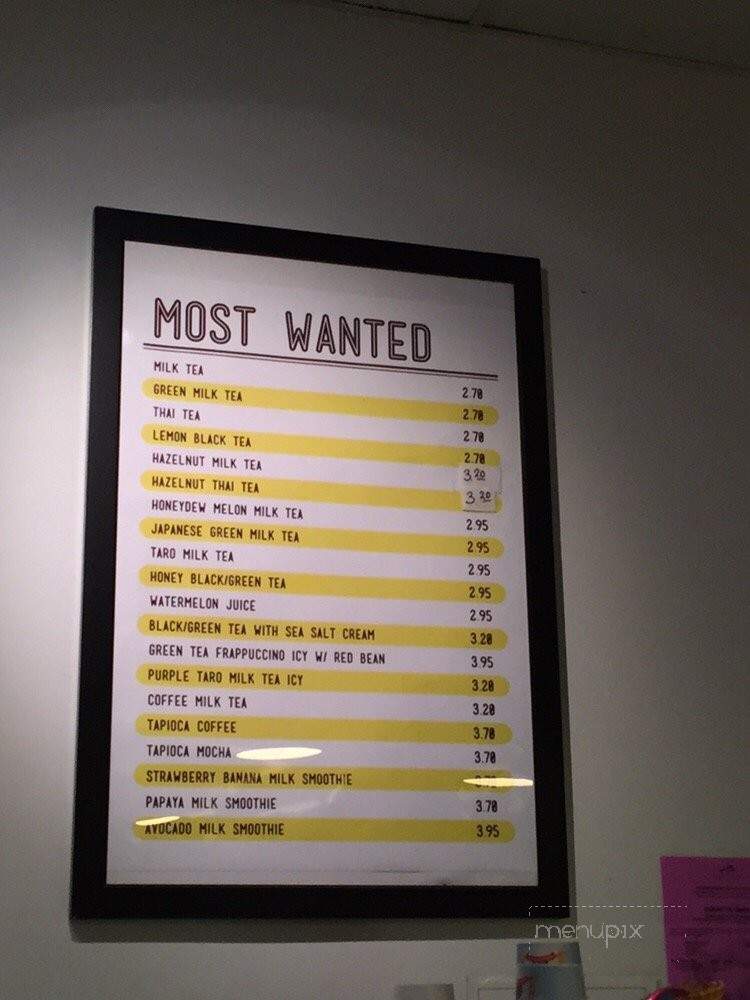 MOST WANTED
MILK TEA 2.70
GREEN MILK TEA 2.70
THAI TEA 2.70
LEMON BLACK TEA 2.70
HAZELNUT MILK TEA 3.20
HAZELNUT THAI TEA 3.20
HONEYDEW MELON MILK TEA 2.95
JAPANESE GREEN MILK TEA 2.95
TARO MILK TEA 2.95
HONEY BLACK/GREEN TEA 2.95
WATERMELON JUICE 2.95
BLACK/GREEN TEA WITH SEA SALT CREAM 3.20
GREEN TEA FRAPPUCCINO ICY W/ RED BEAN 3.95
PURPLE TARO MILK TEA ICY 3.20
COFFEE MILK TEA 3.20
TAPIOCA COFFEE 3.70
TAPIOCA MOCHA 3.70
STRAWBERRY BANANA MILK SMOOTHIE
PAPAYA MILK SMOOTHIE 3.70
AVOCADO MILK SMOOTHIE 3.95
menupix